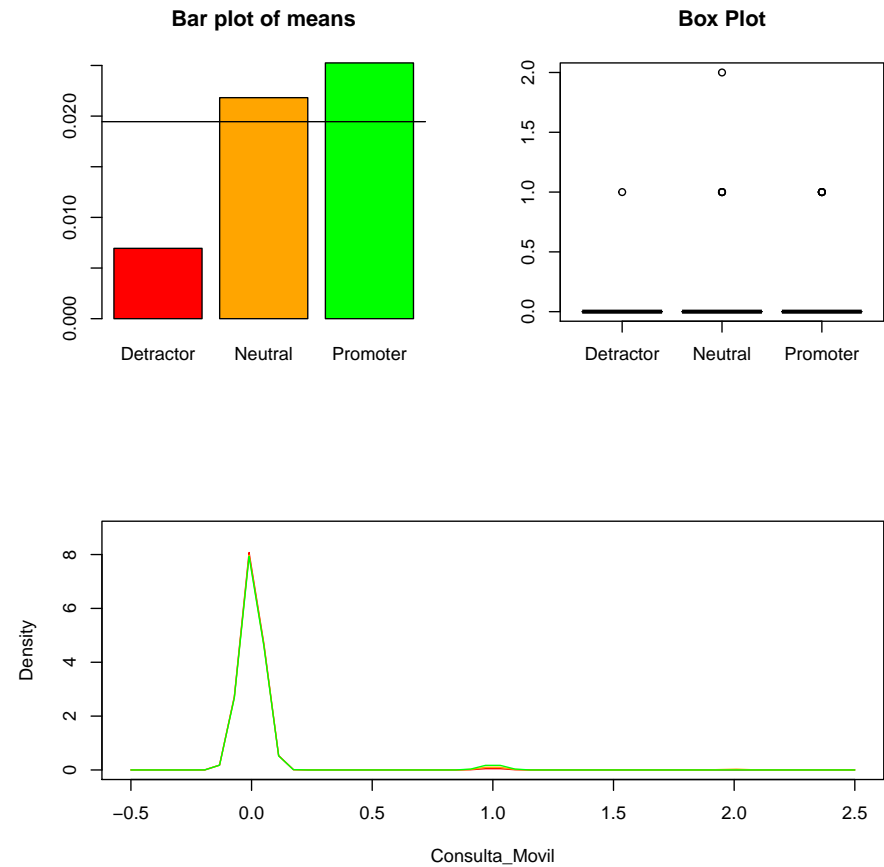 Bar plot of means
0.020
0.010
0.000
Detractor Neutral Promoter
Box Plot
2.0
1.5
1.0
0.5
0.0
Detractor Neutral Promoter
Density
8
6
4
2
0
−0.5 0.0 0.5 1.0 1.5 2.0 2.5
Consulta_Movil